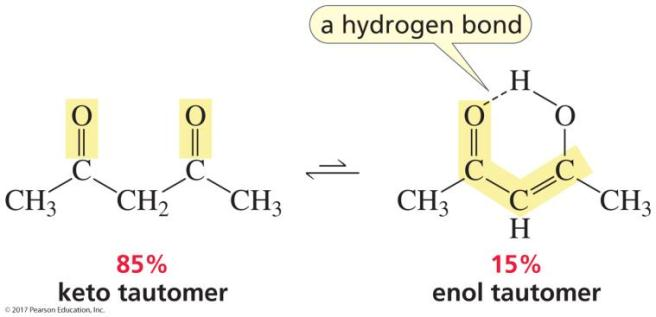 a hydrogen bond
H
O O O O
C C C C
CH3 CH2 CH3 CH3 C CH3
H
85% 15%
keto tautomer enol tautomer
© 2017 Pearson Education, Inc.